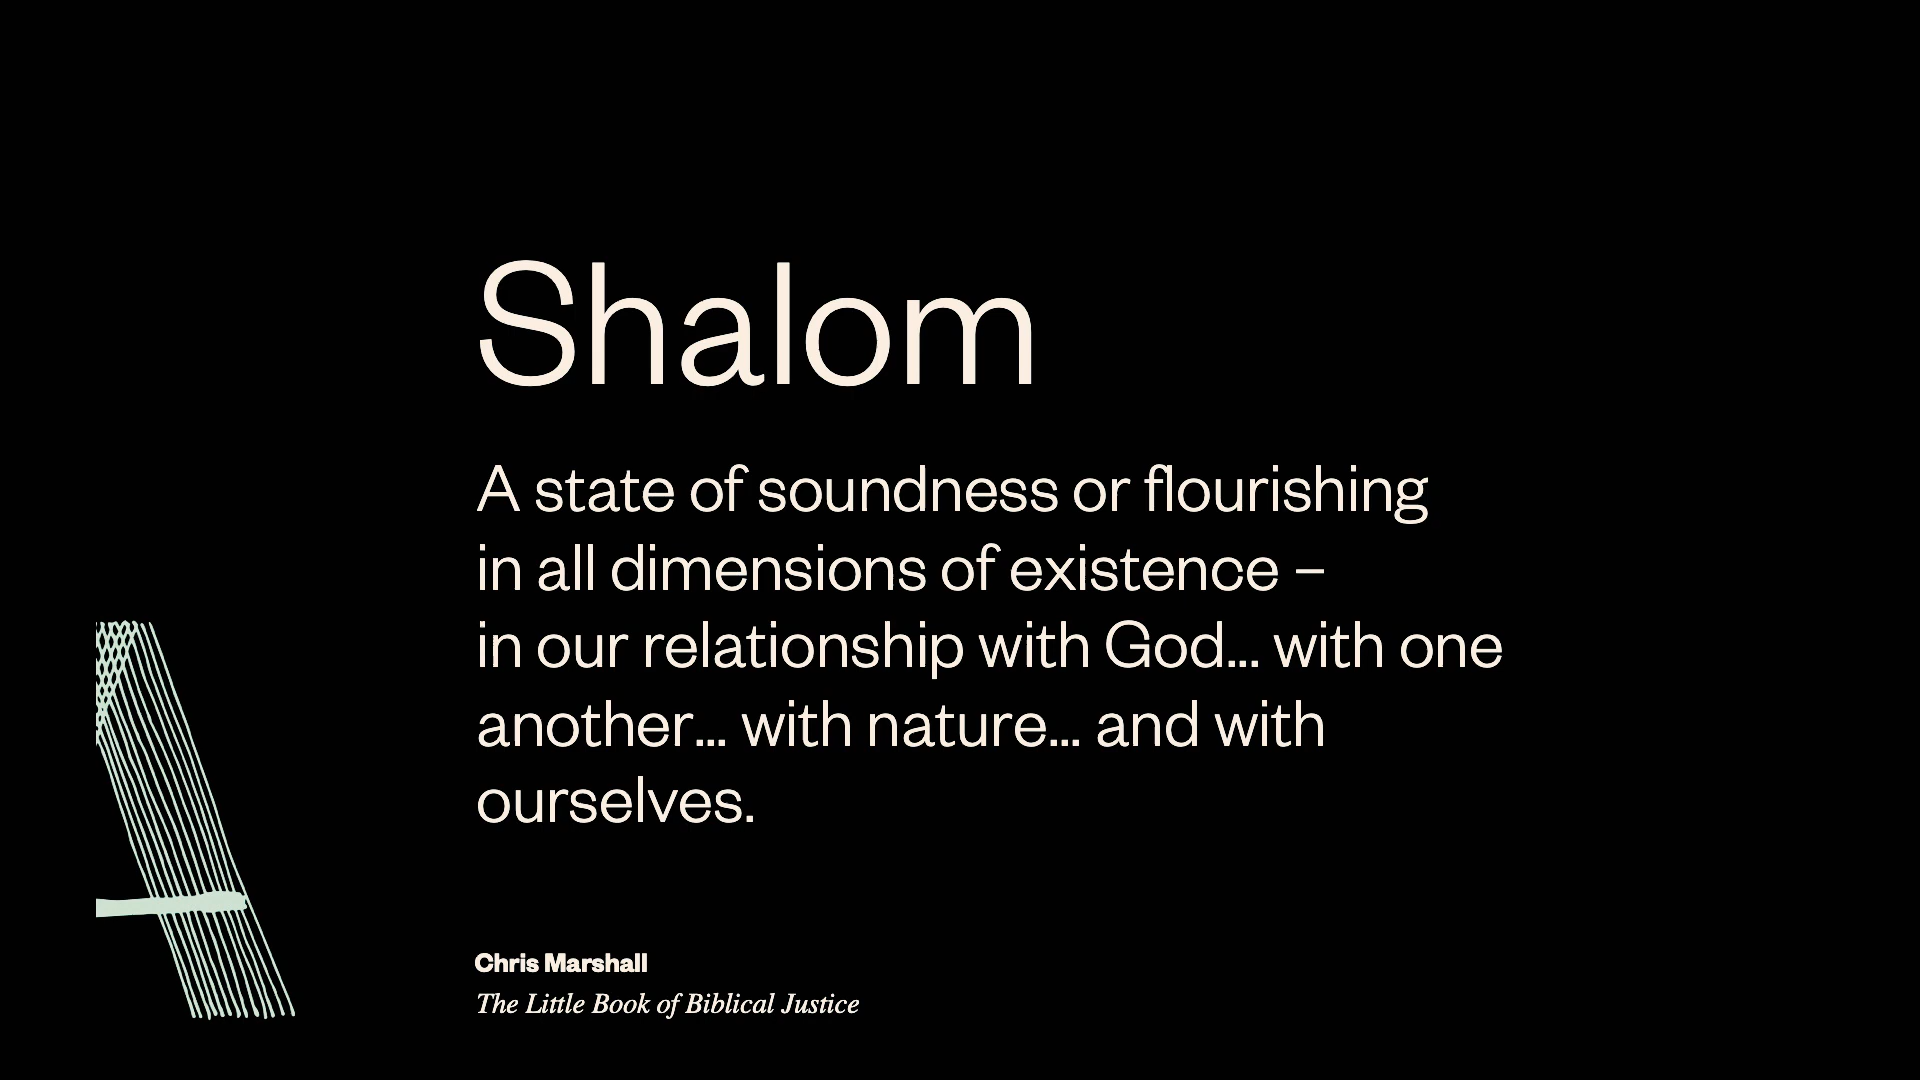 Shalom
A state of soundness or flourishing
in all dimensions of existence –
in our relationship with God... with one
another... with nature... and with
ourselves.
Chris Marshall
The Little Book of Biblical Justice